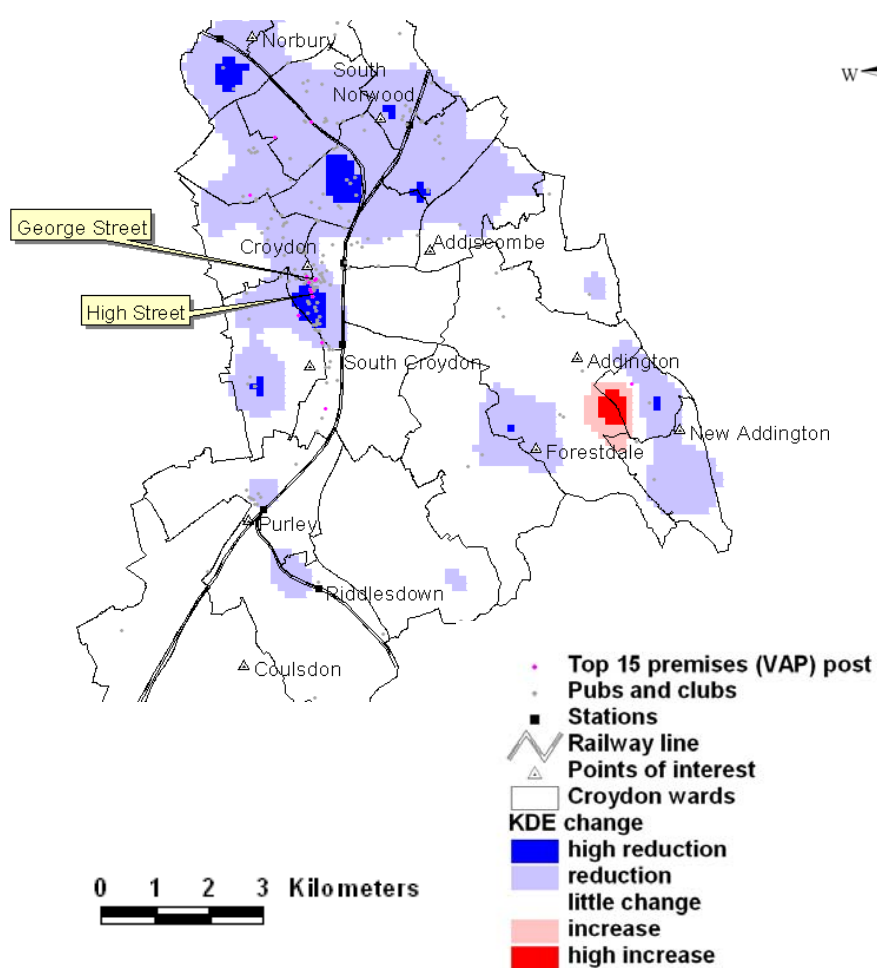 Norbury
W
South
Norwood
George Street
Croydon
Addiscombe
High Street
South Croydon
Addington
New Addington
Forestdale
Purley
Riddlesdown
Coulsdon
Top 15 premises (VAP) post
Pubs and clubs
Stations
Railway line
Points of interest
Croydon wards
KDE change
high reduction
reduction
little change
increase
high increase
0 1 2 3 Kilometers